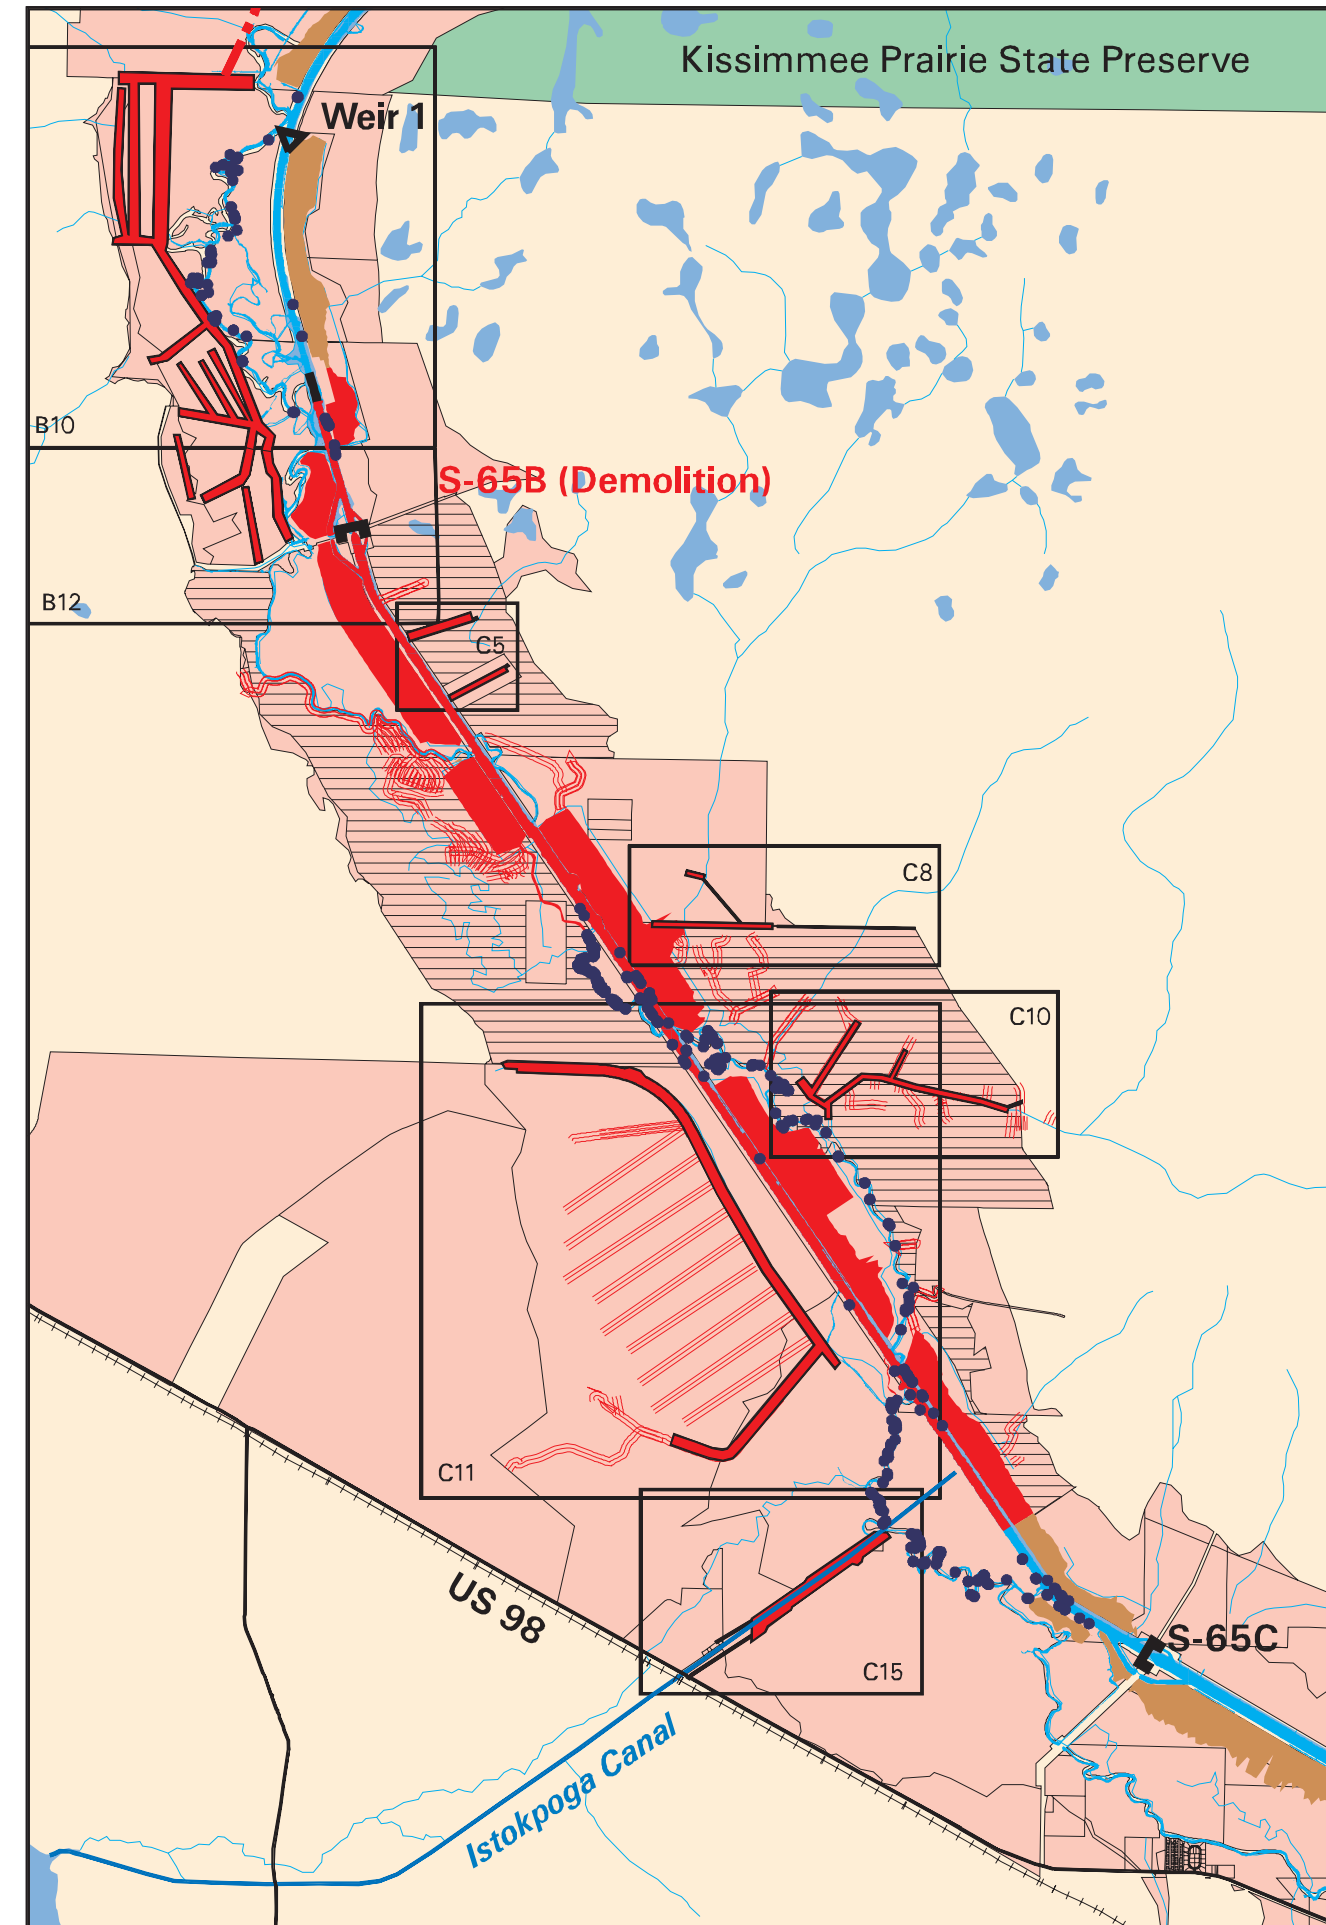 Kissimmee Prairie State Preserve
Weir 1
B10
S-65B (Demolition)
B12
C5
C8
C10
C11
US 98
S-65C
C15
Istokpoga Canal